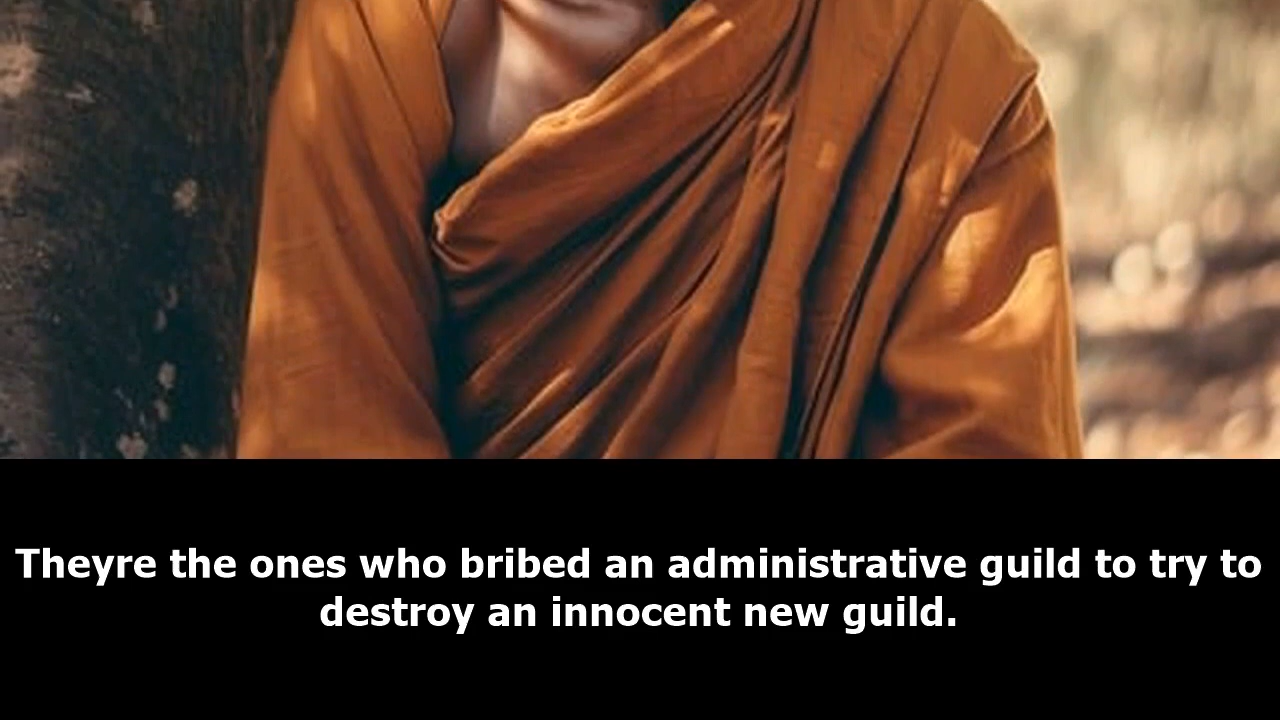 Theyre the ones who bribed an administrative guild to try to
destroy an innocent new guild.